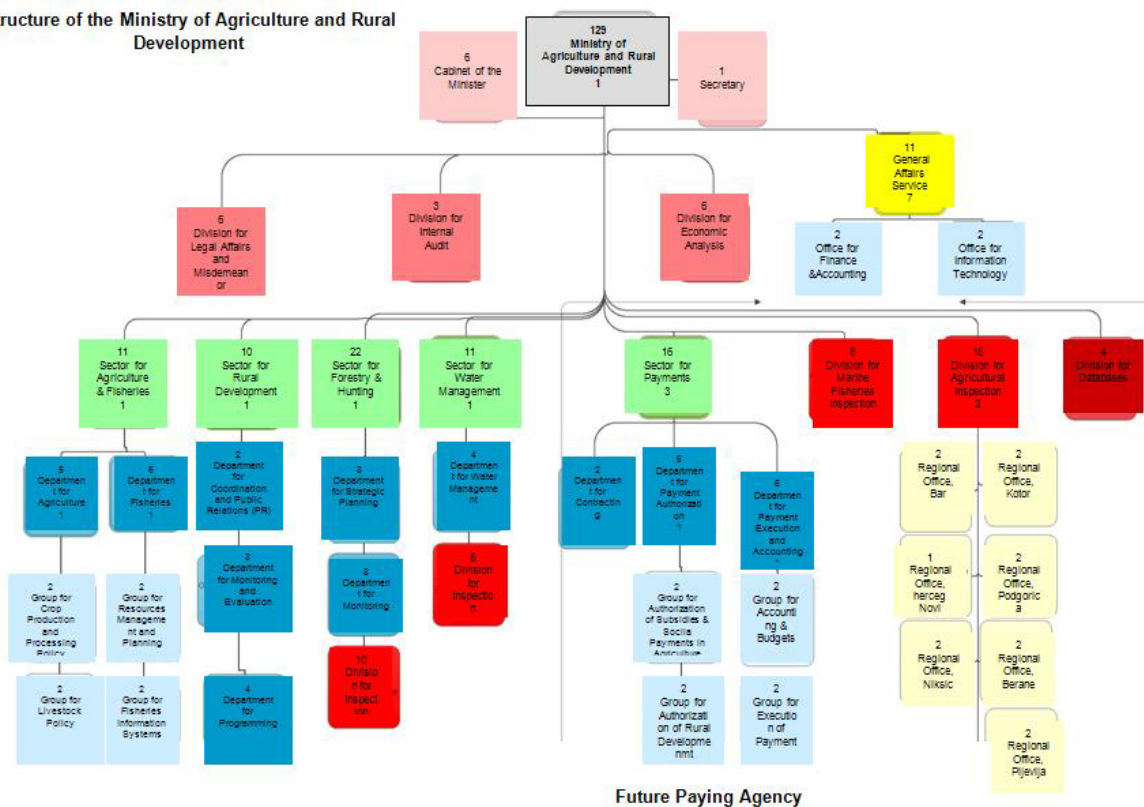 tructure of the Ministry of Agriculture and Rural
Development
129
Ministry of
Agriculture and Rural
Development
1
6
Cabinet of the
Minister
1
Secretary
11
General
Affairs
Service
7
6
Division for
Legal Affairs
and
Misdemean
or
3
Division for
Internal
Audit
6
Division for
Economic
Analysis
2
Office for
Finance
&Accounting
2
Office for
Information
Technology
11
Sector for
Agriculture
& Fisheries
1
10
Sector for
Rural
Development
1
22
Sector for
Forestry &
Hunting
1
11
Sector for
Water
Management
1
16
Sector for
Payments
3
6
Division for
Marine
Fisheries
Inspection
16
Division for
Agricultural
Inspection
2
4
Division for
Databases
5
Departmen
t for
Agriculture
1
Departmen
t for
Fisheries
1
2
Department
for
Coordination
and Public
Relations (PR)
3
Department
for Strategic
Planning
4
Department
for Water
Manageme
nt
2
Departmen
t for
Contractin
g
5
Departmen
t for
Payment
Authorizati
on
1
Departmen
t for
Payment
Execution
and
Accounting
2
Regional
Office,
Bar
2
Regional
Office,
Kotor
2
Group for
Crop
Production
and
Processing
Policy
2
Group for
Resources
Manageme
nt and
Planning
3
Department
for Monitoring
and
Evaluation
Departmen
t for
Monitoring
Division for
Inspectio
n
2
Group for
Authorization
of Subsidies &
Soclia
Payments in
Agriculture
2
Group for
Accounti
ng &
Budgets
1
Regional
Office,
herceg
Novi
2
Regional
Office,
Podgoric
a
2
Group for
Livestock
Policy
2
Group for
Fisheries
Information
Systems
4
Department
for
Programming
10
Divisio
n for
Inspect
2
Group for
Authorizati
on of Rural
Developme
nmt
2
Group for
Execution
of
Payment
2
Regional
Office,
Niksic
2
Regional
Office,
Berane
2
Regional
Office,
Pljevlja
Future Paying Agency